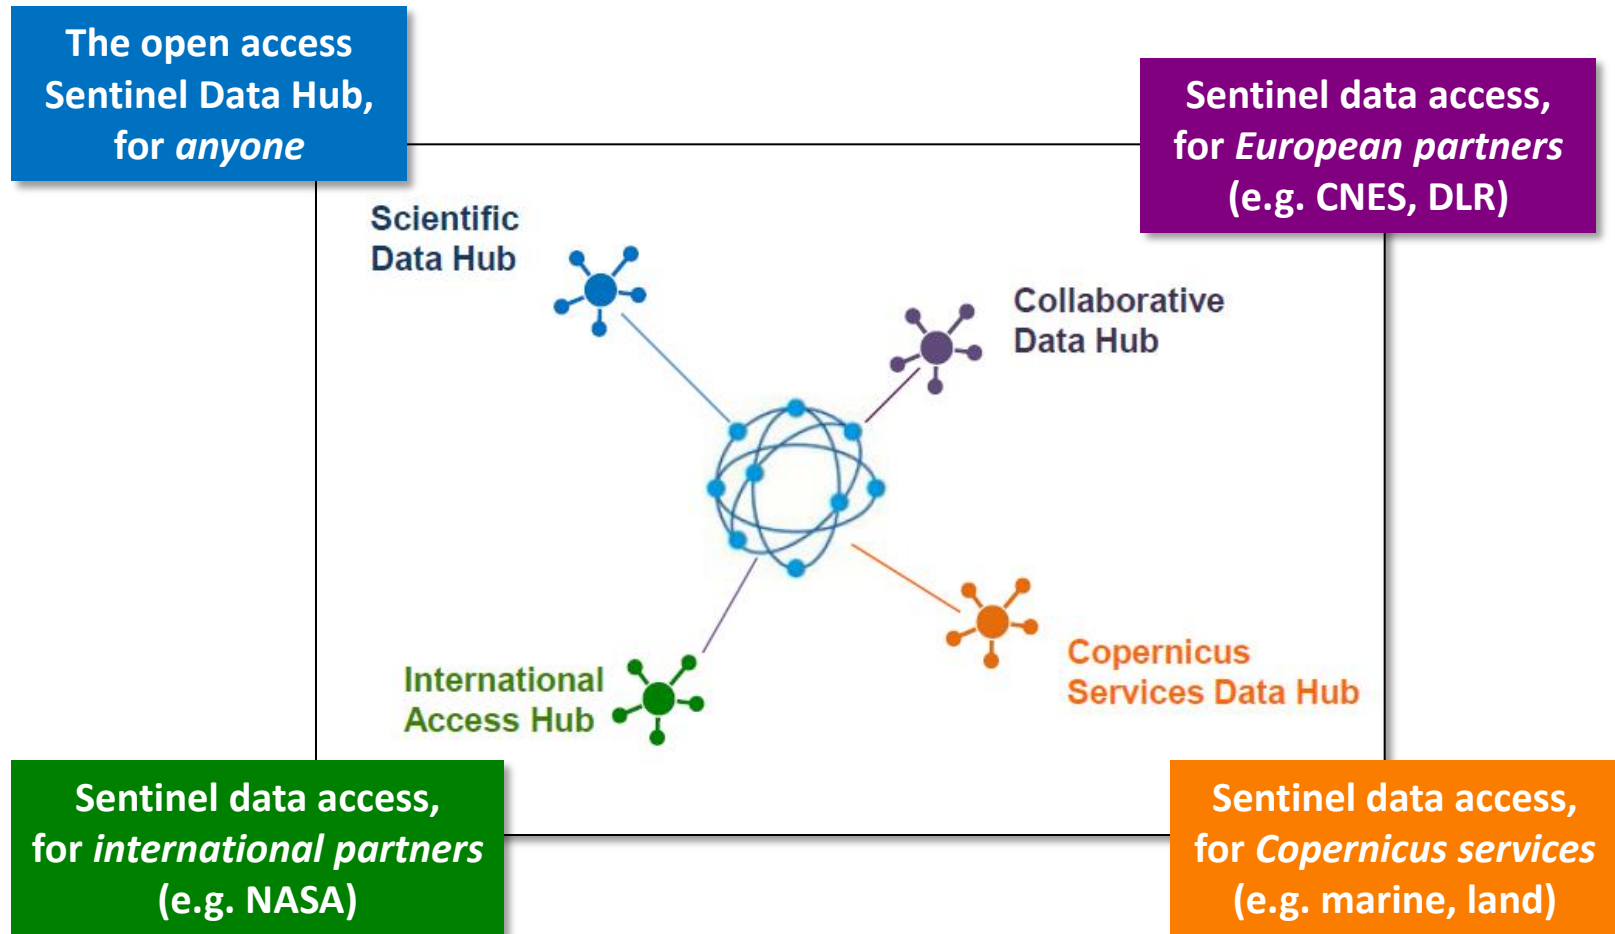 The open access
Sentinel Data Hub,
for anyone
Sentinel data access,
for European partners
(e.g. CNES, DLR)
Scientific
Data Hub
Collaborative
Data Hub
International
Access Hub
Copernicus
Services Data Hub
Sentinel data access,
for international partners
(e.g. NASA)
Sentinel data access,
for Copernicus services
(e.g. marine, land)